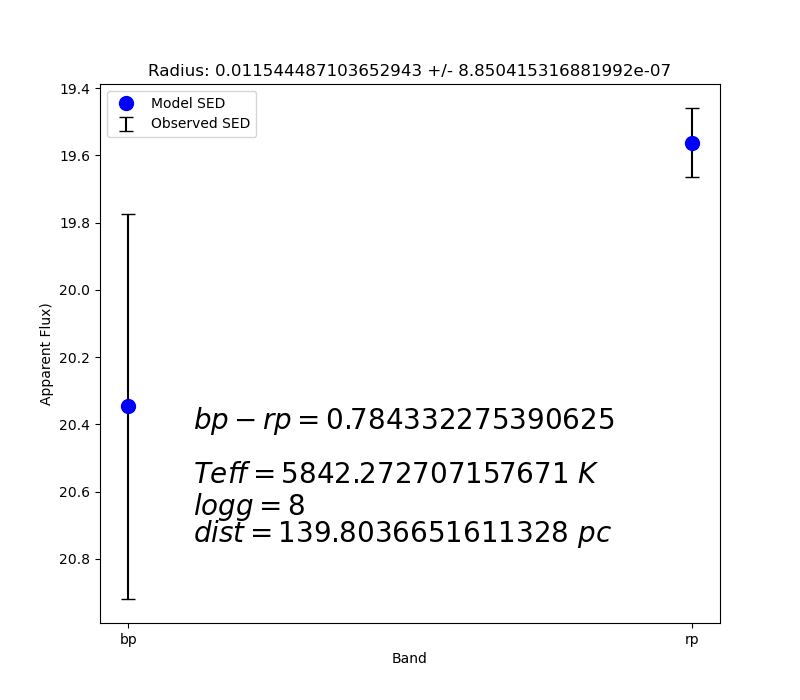 Radius: 0.011544487103652943 +/- 8.850415316881992e-07
Model SED
Observed SED
19.4
19.6
19.8
20.0
20.2
20.4
20.6
20.8
Apparent Flux)
bp − rp = 0.784332275390625
Teff = 5842.272707157671 K
logg = 8
dist = 139.8036651611328 pc
bp
rp
Band